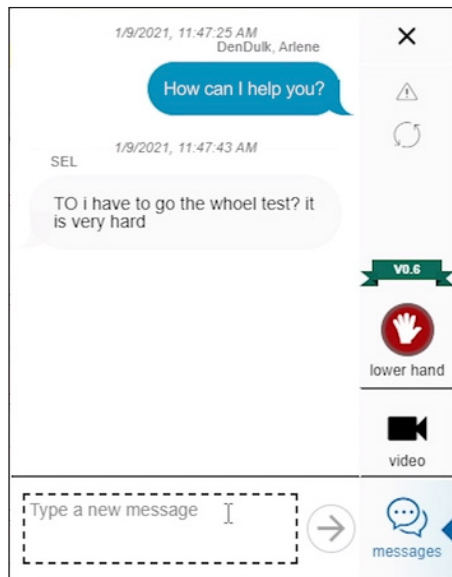 1/9/2021, 11:47:25 AM
DenDulk, Arlene
How can I help you?
1/9/2021, 11:47:43 AM
SEL
TO i have to go the whoel test? it
is very hard
V0.6
lower hand
video
Type a new message
messages